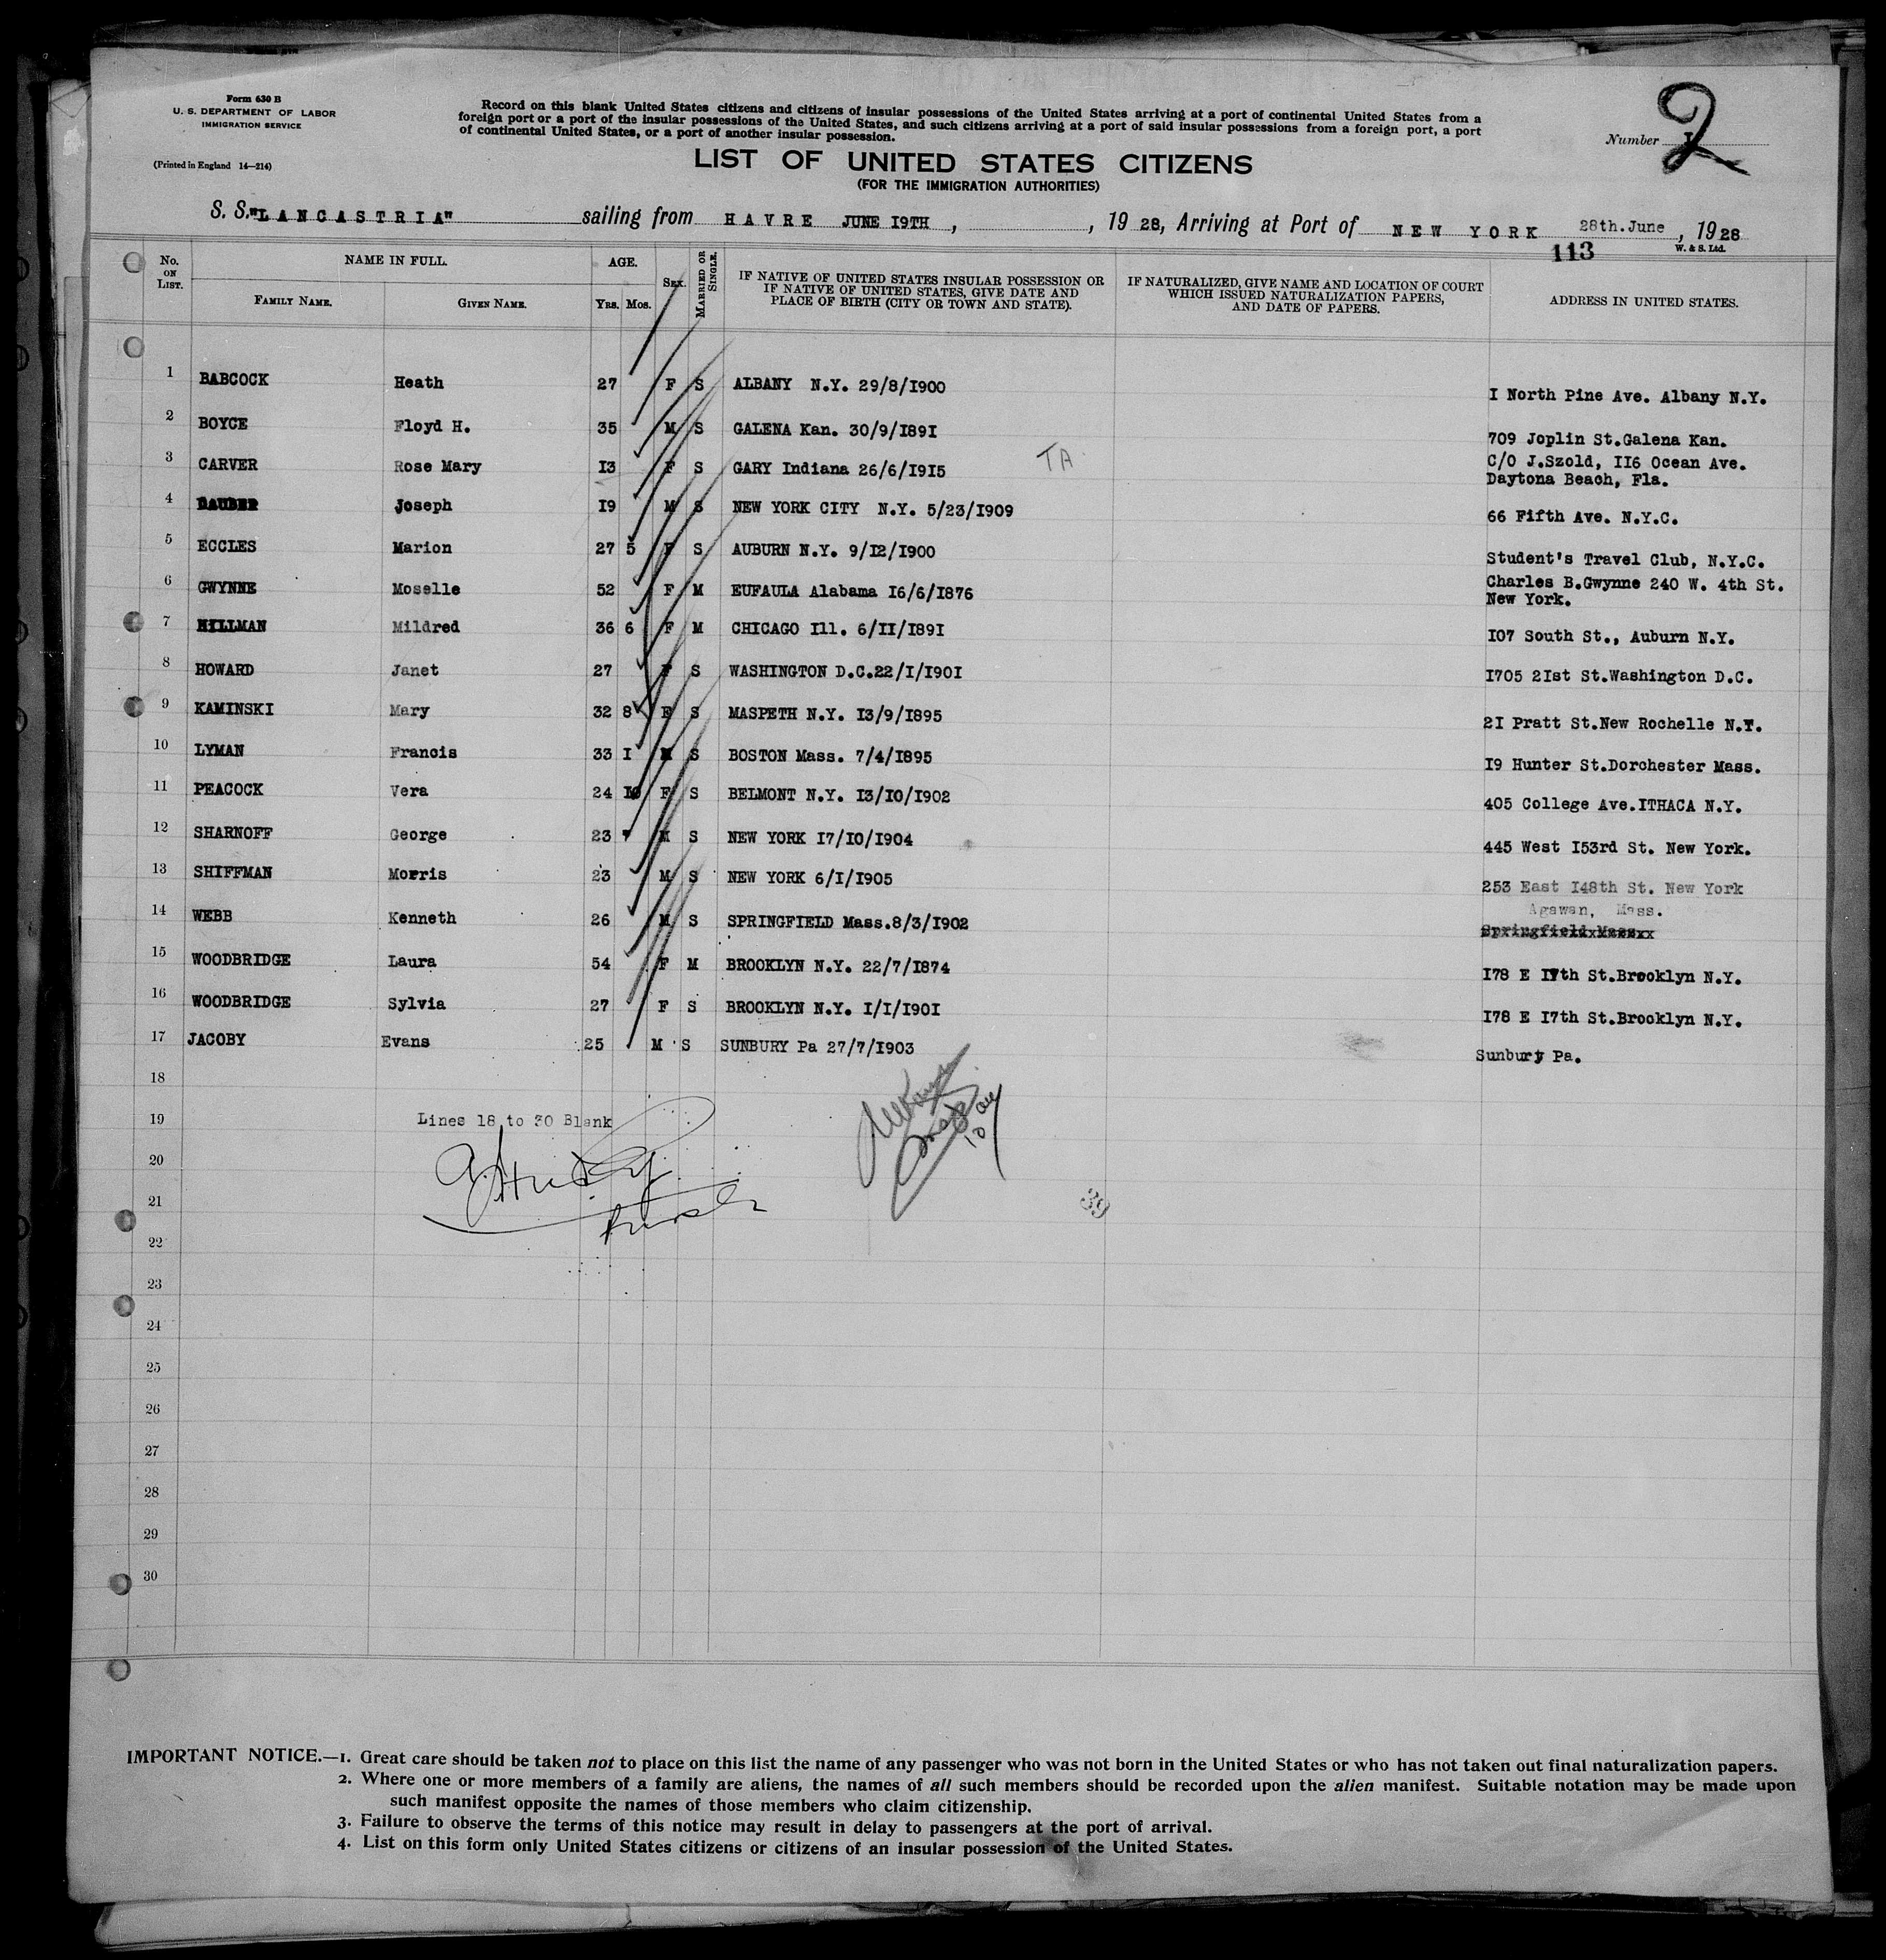 Form 630 B
U. S. DEPARTMENT OF LABOR
IMMIGRATION SERVICE
(Printed in England 14—214)
Record on this blank United States citizens and citizens of insular possessions of the United States arriving at a port of continental United States from a
foreign port or a port of the insular possessions of the United States, and such citizens arriving at a port of said insular possessions from a foreign port, a port
of continental United States, or a port of another insular possession.
Number 2
LIST OF UNITED STATES CITIZENS
(FOR THE IMMIGRATION AUTHORITIES)
S. S. "LANCASTRIA" sailing from HAVRE JUNE I9TH, , 19 28, Arriving at Port of NEW YORK 28th.June, 1928
W. & S. Ltd.
113
No. ON LIST. NAME IN FULL. FAMILY NAME. GIVEN NAME. AGE. YRS. MOS. SEX. MARRIED OR SINGLE. IF NATIVE OF UNITED STATES INSULAR POSSESSION OR IF NATIVE OF UNITED STATES, GIVE DATE AND PLACE OF BIRTH (CITY OR TOWN AND STATE). IF NATURALIZED, GIVE NAME AND LOCATION OF COURT WHICH ISSUED NATURALIZATION PAPERS, AND DATE OF PAPERS. ADDRESS IN UNITED STATES.
1 BABCOCK Heath 27 F S ALBANY N.Y. 29/8/I900 I North Pine Ave. Albany N.Y.
2 BOYCE Floyd H. 35 M S GALENA Kan. 30/9/I89I 709 Joplin St.Galena Kan.
3 CARVER Rose Mary I3 F S GARY Indiana 26/6/I9I5 TA C/O J.Szold, II6 Ocean Ave.
Daytona Beach, Fla.
4 DAUBER Joseph I9 M S NEW YORK CITY N.Y. 5/23/I909 66 Fifth Ave. N.Y.C.
5 ECCLES Marion 27 5 F S AUBURN N.Y. 9/I2/I900 Student's Travel Club, N.Y.C.
6 GWYNNE Moselle 52 F M EUFAULA Alabama I6/6/I876 Charles B.Gwynne 240 W. 4th St.
New York.
7 HILLMAN Mildred 36 6 F M CHICAGO Ill. 6/II/I89I I07 South St., Auburn N.Y.
8 HOWARD Janet 27 F S WASHINGTON D.C.22/I/I90I I705 2Ist St.Washington D.C.
9 KAMINSKI Mary 32 8 F S MASPETH N.Y. I3/9/I895 2I Pratt St.New Rochelle N.Y.
10 LYMAN Francis 33 I M S BOSTON Mass. 7/4/I895 I9 Hunter St.Dorchester Mass.
11 PEACOCK Vera 24 I0 F S BELMONT N.Y. I3/I0/I902 405 College Ave.ITHACA N.Y.
12 SHARNOFF George 23 M S NEW YORK I7/I0/I904 445 West I53rd St. New York.
13 SHIFFMAN Morris 23 M S NEW YORK 6/I/I905 253 East I48th St. New York
14 WEBB Kenneth 26 M S SPRINGFIELD Mass.8/3/I902 Agawan, Mass.
Springfield Mass
15 WOODBRIDGE Laura 54 F M BROOKLYN N.Y. 22/7/I874 I78 E I7th St.Brooklyn N.Y.
16 WOODBRIDGE Sylvia 27 F S BROOKLYN N.Y. I/I/I90I I78 E I7th St.Brooklyn N.Y.
17 JACOBY Evans 25 M S SUNBURY Pa 27/7/I903 Sunbury Pa.
18
19 Lines 18 to 30 Blank
20
21 39
22
23
24
25
26
27
28
29
30
IMPORTANT NOTICE.—1. Great care should be taken not to place on this list the name of any passenger who was not born in the United States or who has not taken out final naturalization papers.
2. Where one or more members of a family are aliens, the names of all such members should be recorded upon the alien manifest. Suitable notation may be made upon
such manifest opposite the names of those members who claim citizenship.
3. Failure to observe the terms of this notice may result in delay to passengers at the port of arrival.
4. List on this form only United States citizens or citizens of an insular possession of the United States.